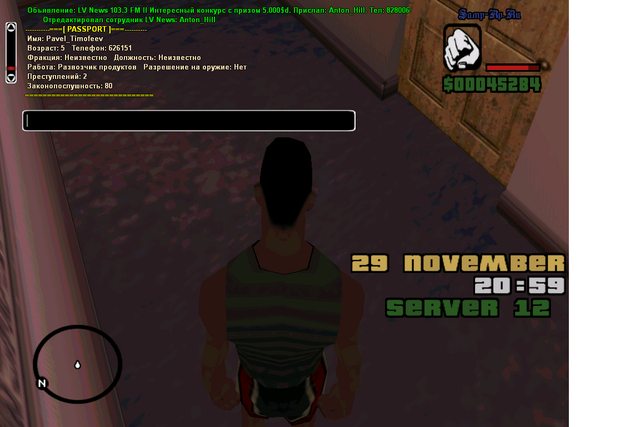 Объявление: LV News 103.3 FM II Интересный конкурс с призом 5.000$d. Прислал: Anton_Hill. Тел: 828006
Отредактировал сотрудник LV News: Anton_Hill
----------===[ PASSPORT ]===----------
Имя: Pavel_Timofeev
Возраст: 5 Телефон: 626151
Фракция: Неизвестно Должность: Неизвестно
Работа: Развозчик продуктов Разрешение на оружие: Нет
Преступлений: 2
Законопослушность: 80
==============================
Samp-Rp.Ru
$00045284
29 November
20:59
Server 12
N